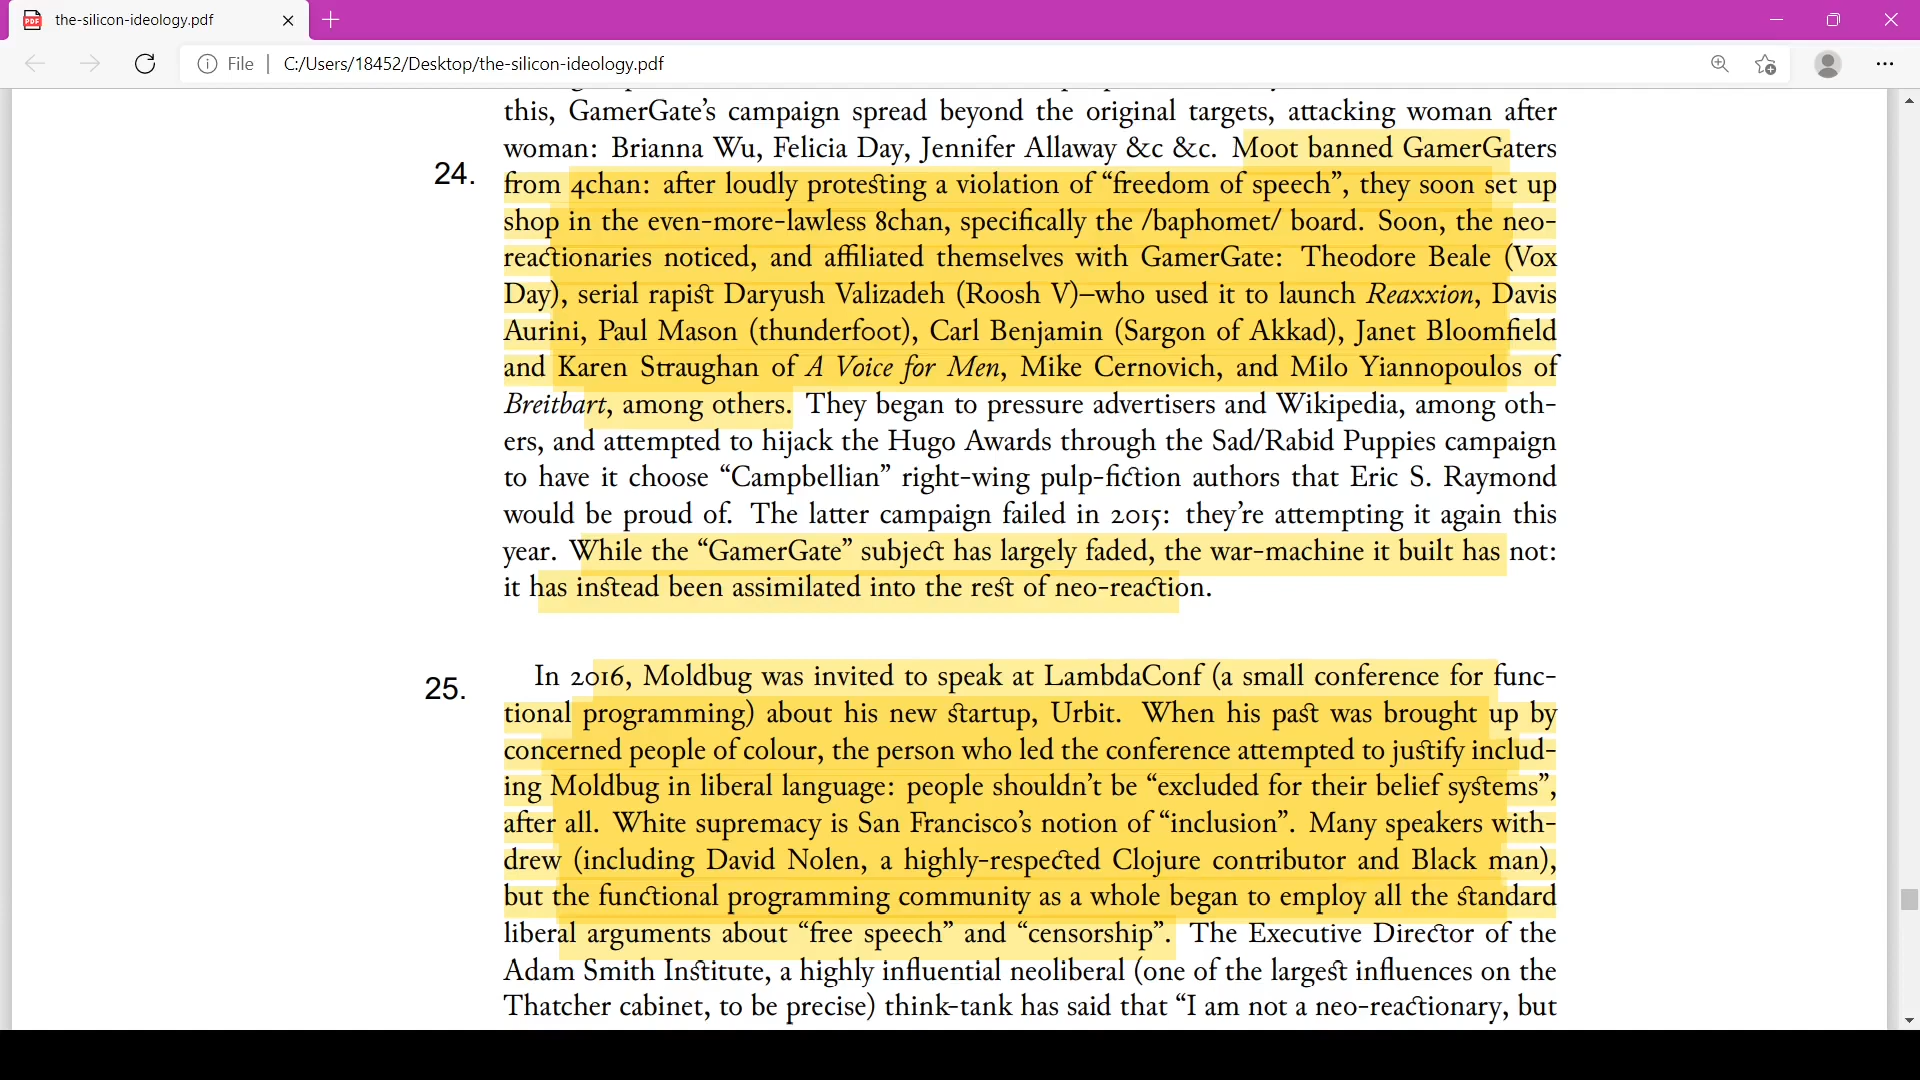 the-silicon-ideology.pdf
File | C:/Users/18452/Desktop/the-silicon-ideology.pdf
this, GamerGate's campaign spread beyond the original targets, attacking woman after
woman: Brianna Wu, Felicia Day, Jennifer Allaway &c &c. Moot banned GamerGaters
24.
from 4chan: after loudly protesting a violation of “freedom of speech”, they soon set up
shop in the even-more-lawless 8chan, specifically the /baphomet/ board. Soon, the neo-
reactionaries noticed, and affiliated themselves with GamerGate: Theodore Beale (Vox
Day), serial rapist Daryush Valizadeh (Roosh V)–who used it to launch Reaxxion, Davis
Aurini, Paul Mason (thunderfoot), Carl Benjamin (Sargon of Akkad), Janet Bloomfield
and Karen Straughan of A Voice for Men, Mike Cernovich, and Milo Yiannopoulos of
Breitbart, among others. They began to pressure advertisers and Wikipedia, among oth-
ers, and attempted to hijack the Hugo Awards through the Sad/Rabid Puppies campaign
to have it choose “Campbellian” right-wing pulp-fiction authors that Eric S. Raymond
would be proud of. The latter campaign failed in 2015: they're attempting it again this
year. While the “GamerGate” subject has largely faded, the war-machine it built has not:
it has instead been assimilated into the rest of neo-reaction.
25.
In 2016, Moldbug was invited to speak at LambdaConf (a small conference for func-
tional programming) about his new startup, Urbit. When his past was brought up by
concerned people of colour, the person who led the conference attempted to justify includ-
ing Moldbug in liberal language: people shouldn't be “excluded for their belief systems”,
after all. White supremacy is San Francisco's notion of “inclusion”. Many speakers with-
drew (including David Nolen, a highly-respected Clojure contributor and Black man),
but the functional programming community as a whole began to employ all the standard
liberal arguments about “free speech” and “censorship”. The Executive Director of the
Adam Smith Institute, a highly influential neoliberal (one of the largest influences on the
Thatcher cabinet, to be precise) think-tank has said that “I am not a neo-reactionary, but